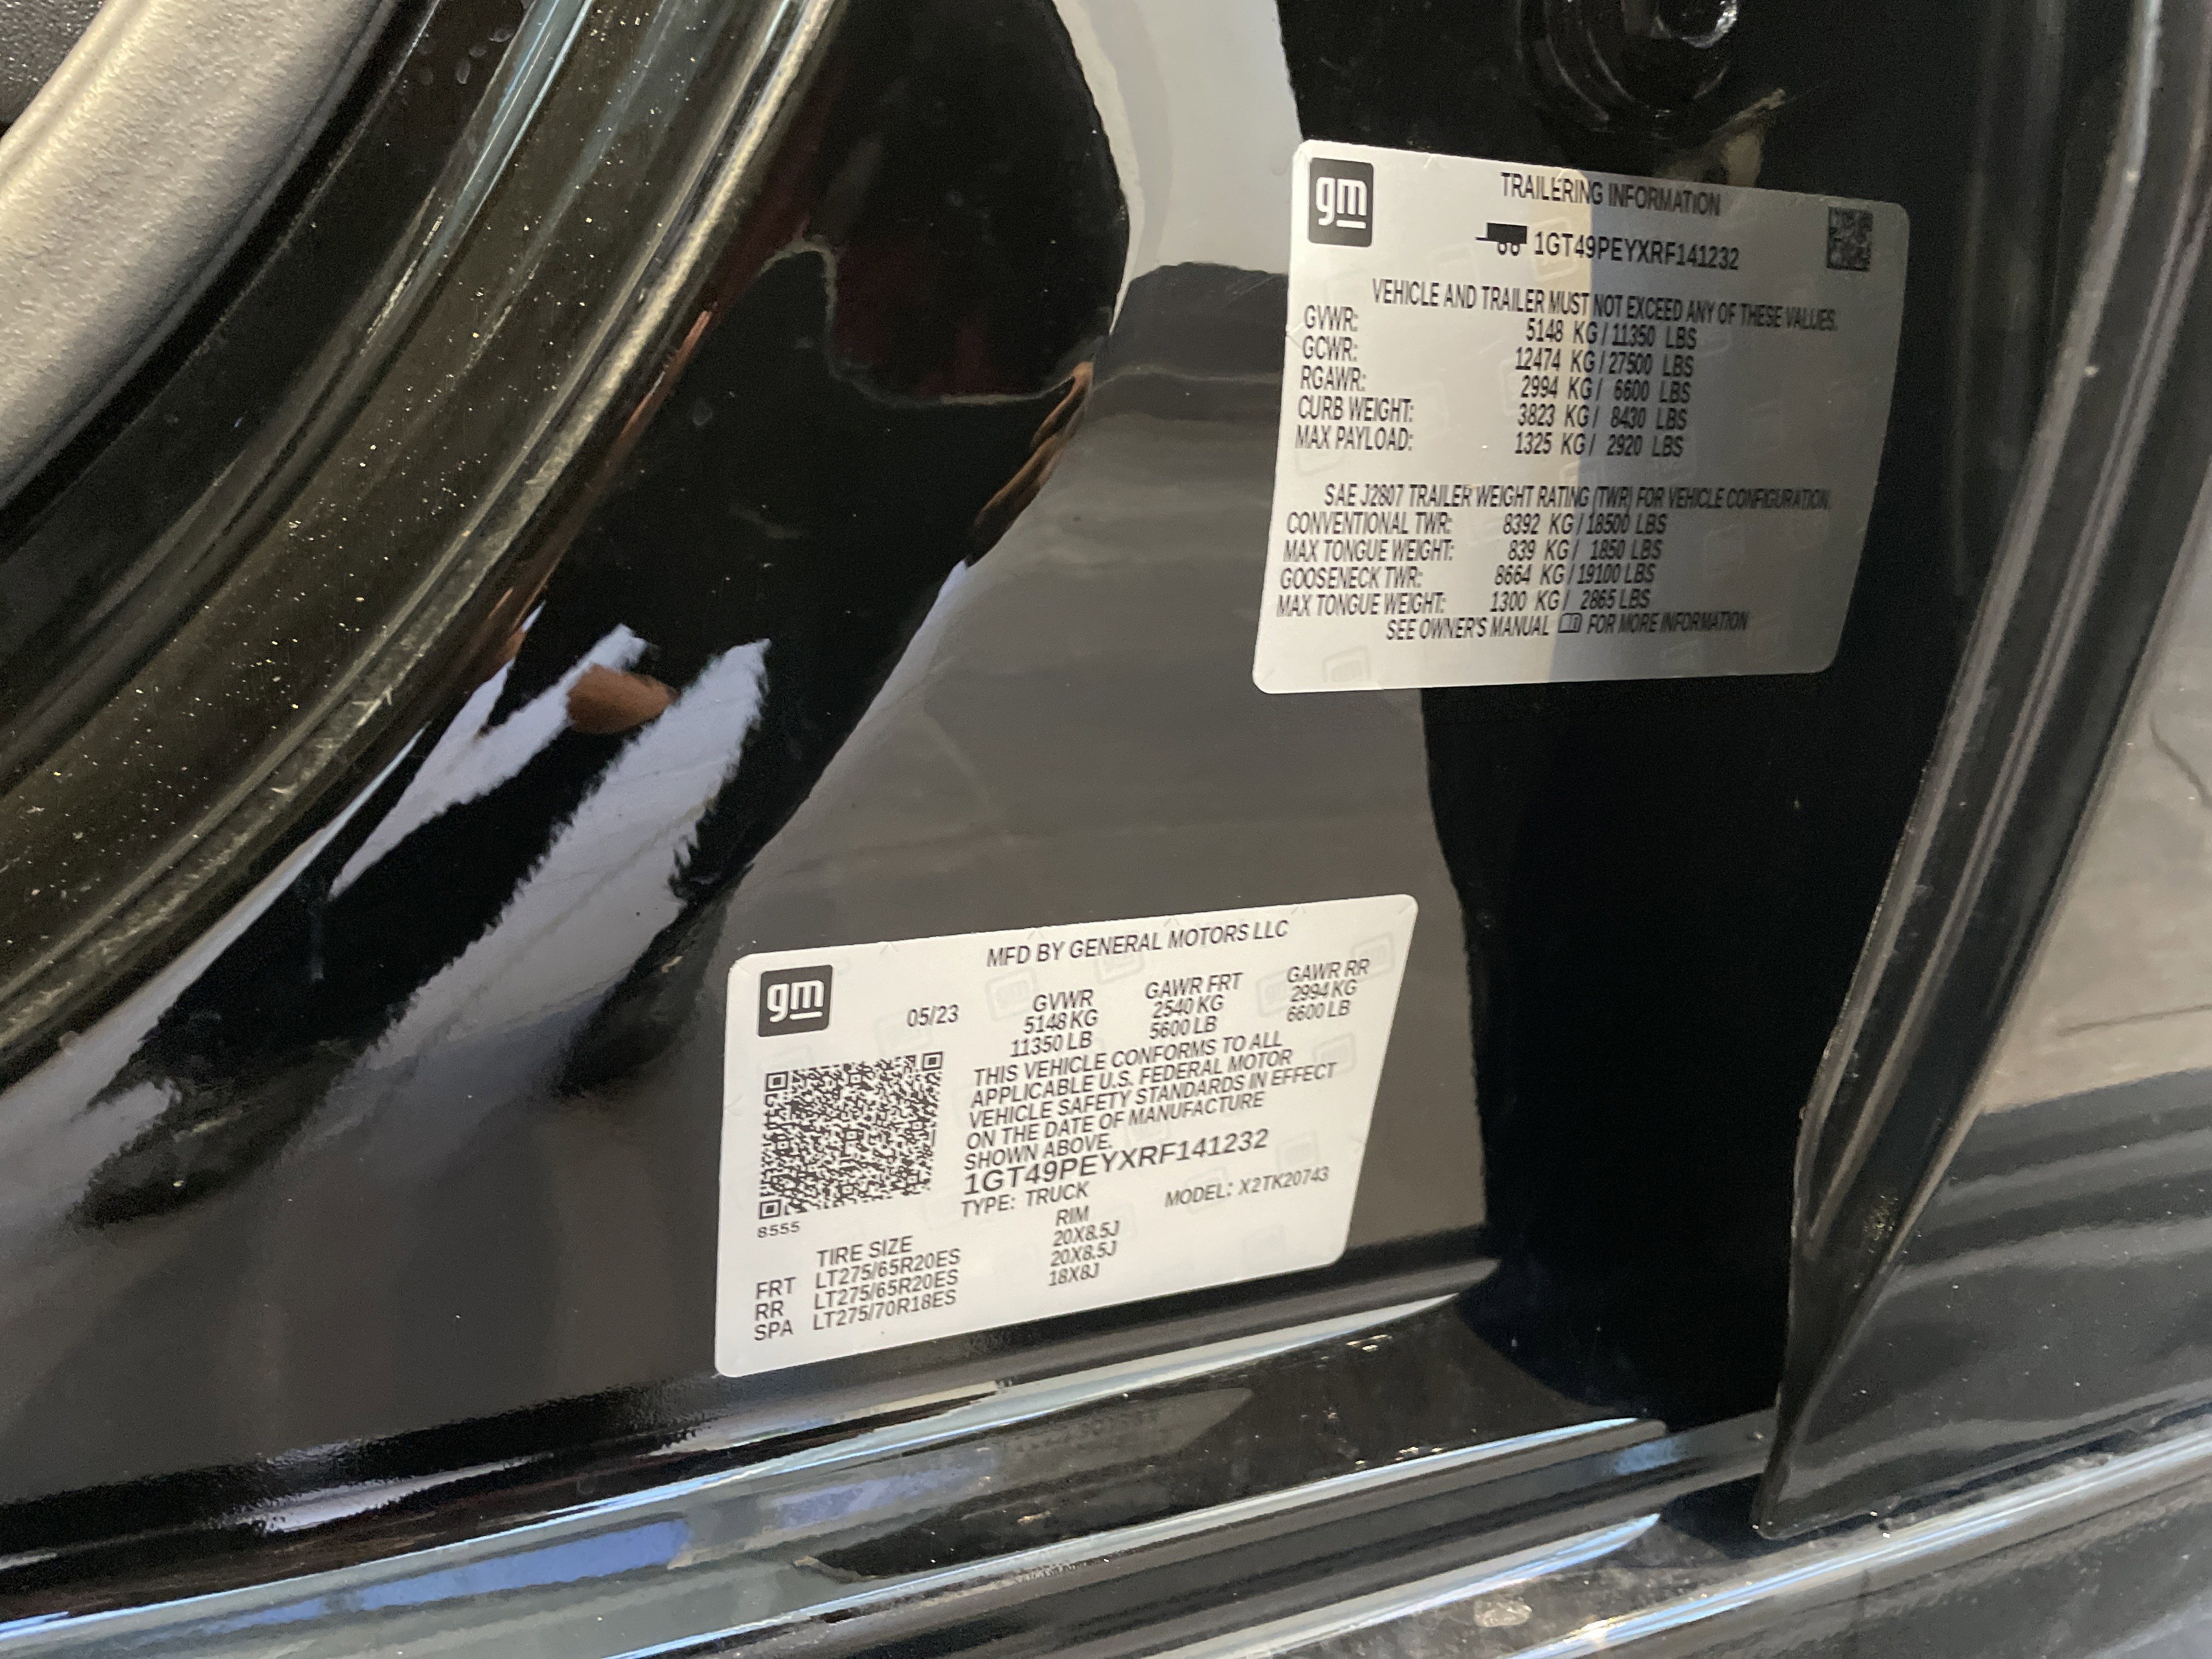 gm
TRAILERING INFORMATION
1GT49PEYXRF141232
VEHICLE AND TRAILER MUST NOT EXCEED ANY OF THESE VALUES.
GVWR: 5148 KG / 11350 LBS
GCWR: 12474 KG / 27500 LBS
RGAWR: 2994 KG / 6600 LBS
CURB WEIGHT: 3823 KG / 8430 LBS
MAX PAYLOAD: 1325 KG / 2920 LBS
SAE J2807 TRAILER WEIGHT RATING (TWR) FOR VEHICLE CONFIGURATION.
CONVENTIONAL TWR: 8392 KG / 18500 LBS
MAX TONGUE WEIGHT: 839 KG / 1850 LBS
GOOSENECK TWR: 8664 KG / 19100 LBS
MAX TONGUE WEIGHT: 1300 KG / 2865 LBS
SEE OWNER'S MANUAL FOR MORE INFORMATION
gm
MFD BY GENERAL MOTORS LLC
05/23 GVWR GAWR FRT GAWR RR
5148 KG 2540 KG 2994 KG
11350 LB 5600 LB 6600 LB
THIS VEHICLE CONFORMS TO ALL
APPLICABLE U.S. FEDERAL MOTOR
VEHICLE SAFETY STANDARDS IN EFFECT
ON THE DATE OF MANUFACTURE
SHOWN ABOVE.
1GT49PEYXRF141232
TYPE: TRUCK MODEL: X2TK20743
8555
TIRE SIZE RIM
FRT LT275/65R20ES 20X8.5J
RR LT275/65R20ES 20X8.5J
SPA LT275/70R18ES 18X8J